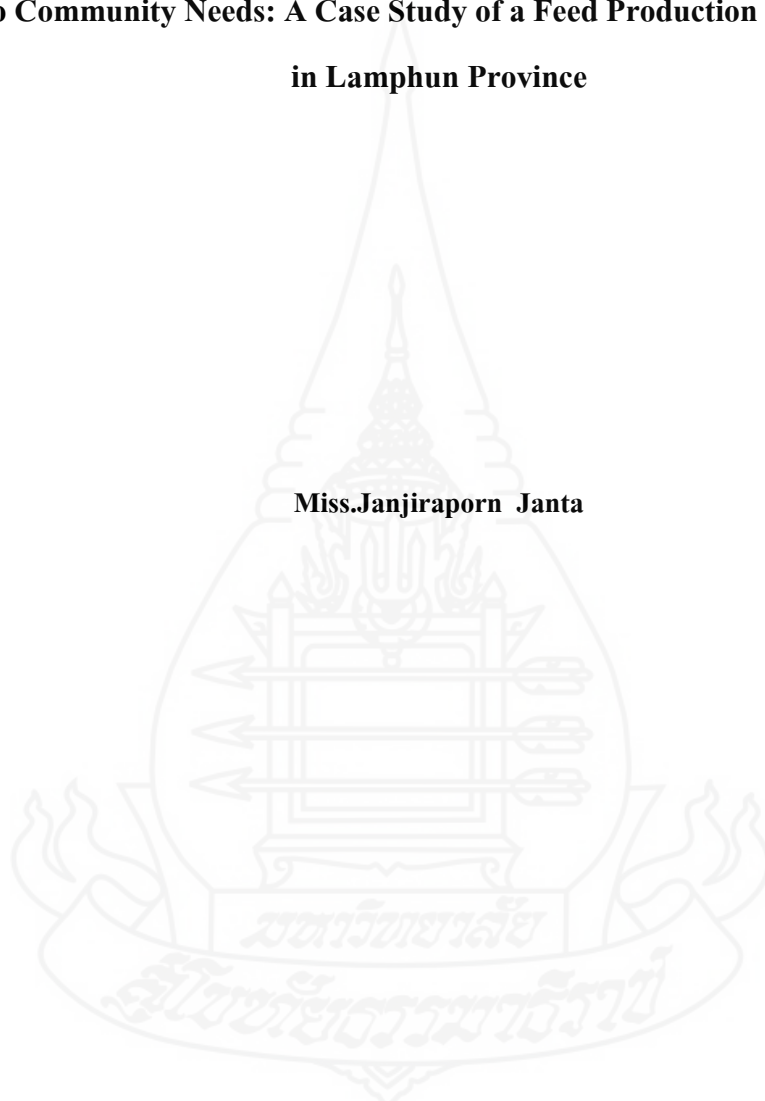 o Community Needs: A Case Study of a Feed Production
in Lamphun Province
Miss.Janjiraporn Janta
มหาวิทยาลัย
สุโขทัยธรรมาธิราช